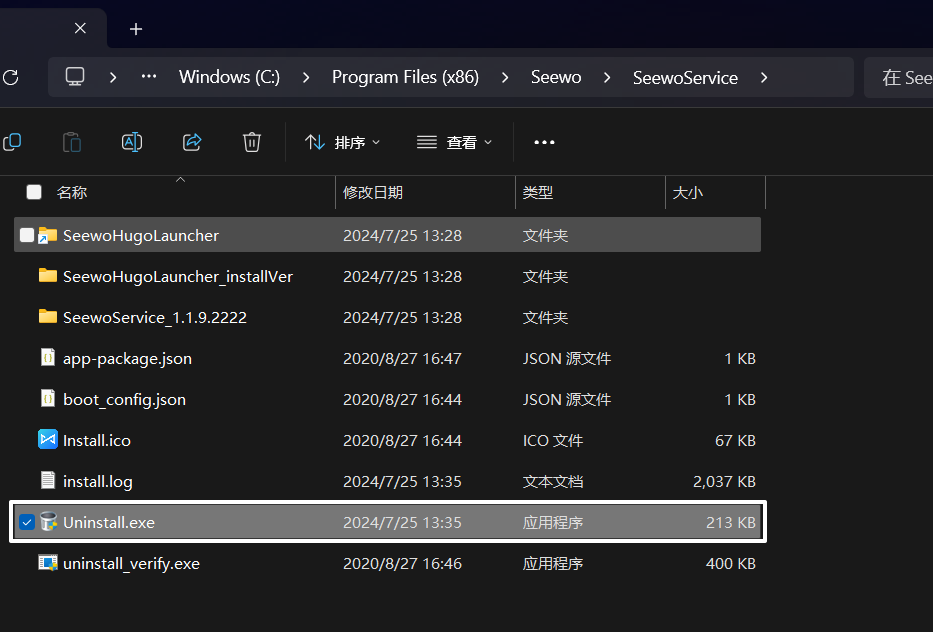 Windows (C:) Program Files (x86) Seewo SeewoService 在 See
排序 查看
名称 修改日期 类型 大小
SeewoHugoLauncher 2024/7/25 13:28 文件夹
SeewoHugoLauncher_installVer 2024/7/25 13:28 文件夹
SeewoService_1.1.9.2222 2024/7/25 13:28 文件夹
app-package.json 2020/8/27 16:47 JSON 源文件 1 KB
boot_config.json 2020/8/27 16:44 JSON 源文件 1 KB
Install.ico 2020/8/27 16:44 ICO 文件 67 KB
install.log 2024/7/25 13:35 文本文档 2,037 KB
Uninstall.exe 2024/7/25 13:35 应用程序 213 KB
uninstall_verify.exe 2020/8/27 16:46 应用程序 400 KB